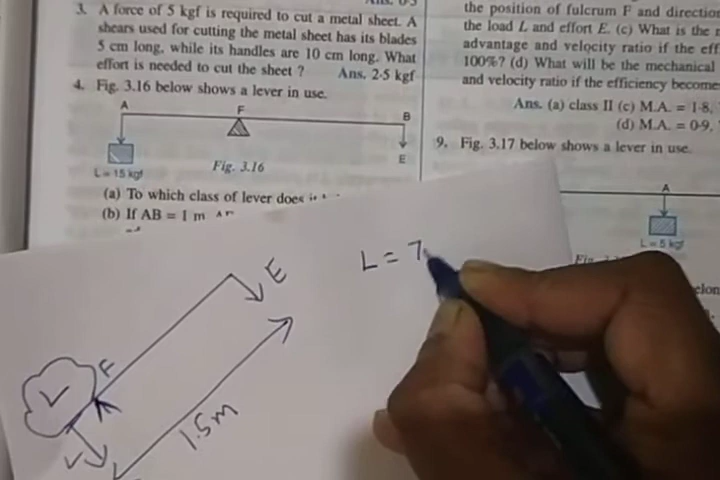 3. A force of 5 kgf is required to cut a metal sheet. A
shears used for cutting the metal sheet has its blades
5 cm long, while its handles are 10 cm long. What
effort is needed to cut the sheet ? Ans. 2·5 kgf
4. Fig. 3.16 below shows a lever in use.
A F B
E
L = 15 kgf
Fig. 3.16
(a) To which class of lever does
(b) If AB = 1 m
the position of fulcrum F and
the load L and effort E. (c) What is the
advantage and velocity ratio if the eff
100%? (d) What will be the mechanical
and velocity ratio if the efficiency become
Ans. (a) class II (c) M.A. = 1·8,
(d) M.A. = 0·9,
9. Fig. 3.17 below shows a lever in use.
A
L = 5 kgf
L = 7
E
F
L
L
1.5m